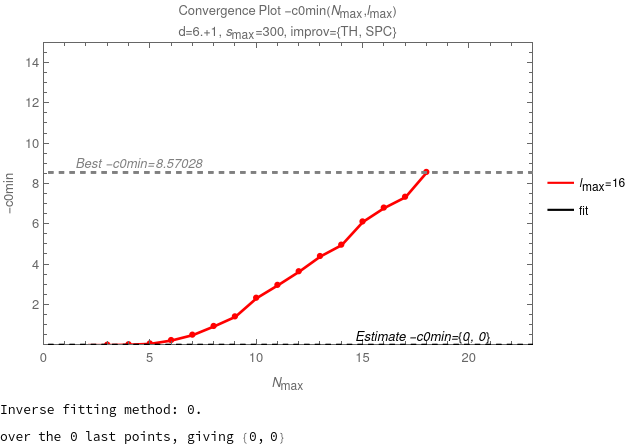 Convergence Plot −c0min(Nmax,lmax)
d=6.+1, smax=300, improv={TH, SPC}
14
12
10
8
6
4
2
−c0min
Best −c0min=8.57028
lmax=16
fit
Estimate −c0min={0, 0}
0
5
10
15
20
Nmax
Inverse fitting method: 0.
over the 0 last points, giving {0, 0}